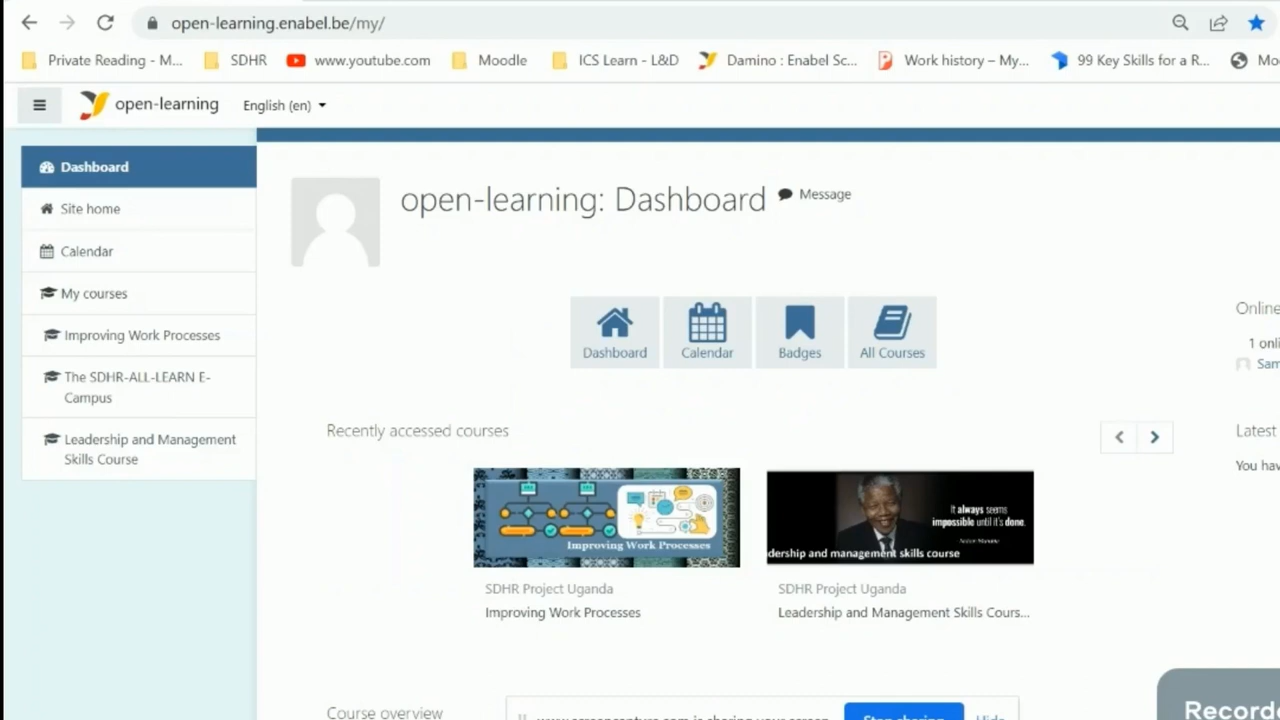 open-learning.enabel.be/my/
Private Reading - M... SDHR www.youtube.com Moodle ICS Learn - L&D Damino : Enabel Sc... Work history – My... 99 Key Skills for a R... Mo
open-learning English (en)
Dashboard
Site home
Calendar
My courses
Improving Work Processes
The SDHR-ALL-LEARN E-
Campus
Leadership and Management
Skills Course
open-learning: Dashboard Message
Dashboard Calendar Badges All Courses
Online
1 onli
Sam
Recently accessed courses
Latest
You hav
Improving Work Processes
It always seems
impossible until it's done.
dership and management skills course
SDHR Project Uganda
Improving Work Processes
SDHR Project Uganda
Leadership and Management Skills Cours...
Course overview
Record